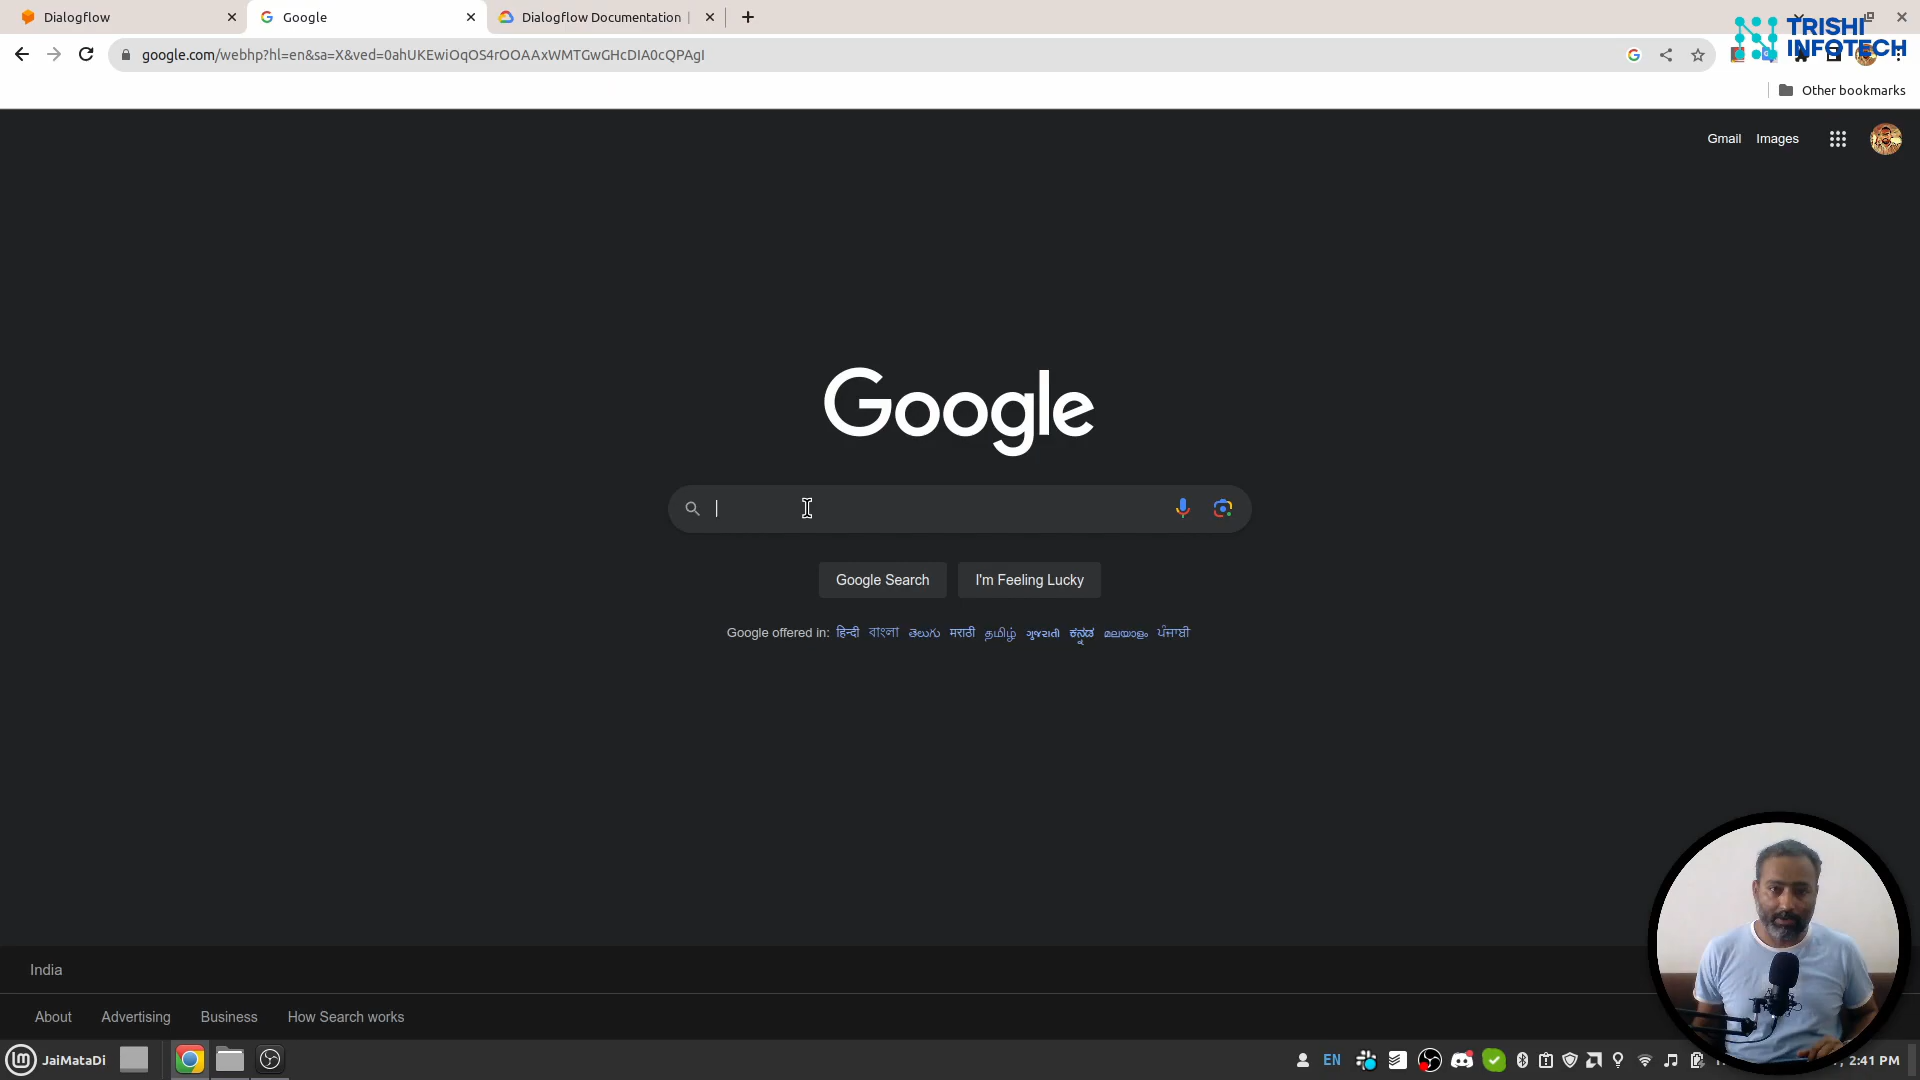 Dialogflow
Google
Dialogflow Documentation
TRISHI
INFOTECH
google.com/webhp?hl=en&sa=X&ved=0ahUKEwiOqOS4rOOAAxWMTGwGHcDIA0cQPAgI
Other bookmarks
Gmail
Images
Google
Google Search
I'm Feeling Lucky
Google offered in: हिन्दी বাংলা తెలుగు मराठी தமிழ் ગુજરાતી ಕನ್ನಡ മലയാളം ਪੰਜਾਬੀ
India
About
Advertising
Business
How Search works
JaiMataDi
EN
2:41 PM